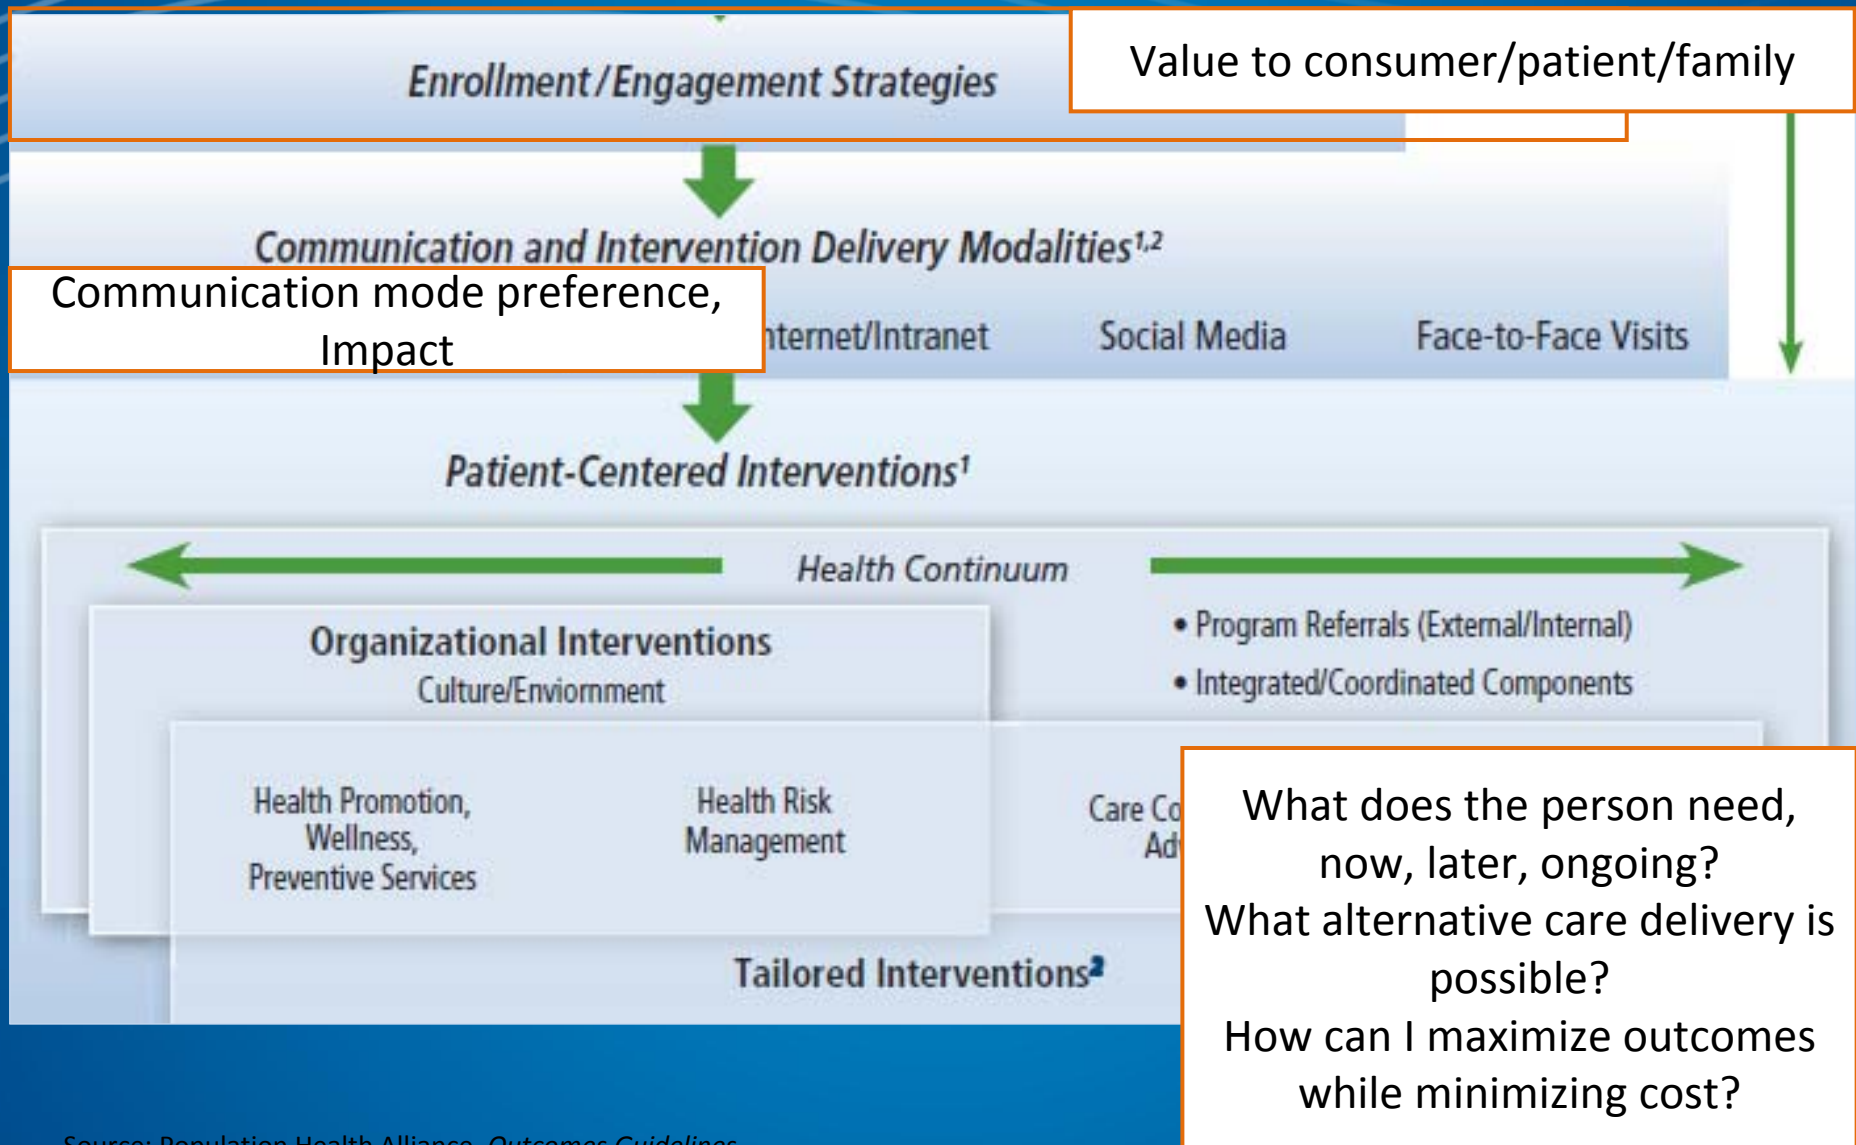 Enrollment/Engagement Strategies
Value to consumer/patient/family
Communication and Intervention Delivery Modalities1,2
Communication mode preference,
Impact
nternet/Intranet Social Media Face-to-Face Visits
Patient-Centered Interventions1
Health Continuum
Organizational Interventions
Culture/Enviornment
• Program Referrals (External/Internal)
• Integrated/Coordinated Components
Health Promotion,
Wellness,
Preventive Services
Health Risk
Management
Care Co
Ad
What does the person need,
now, later, ongoing?
What alternative care delivery is
possible?
How can I maximize outcomes
while minimizing cost?
Tailored Interventions2
Source: Population Health Alliance, Outcomes Guidelines